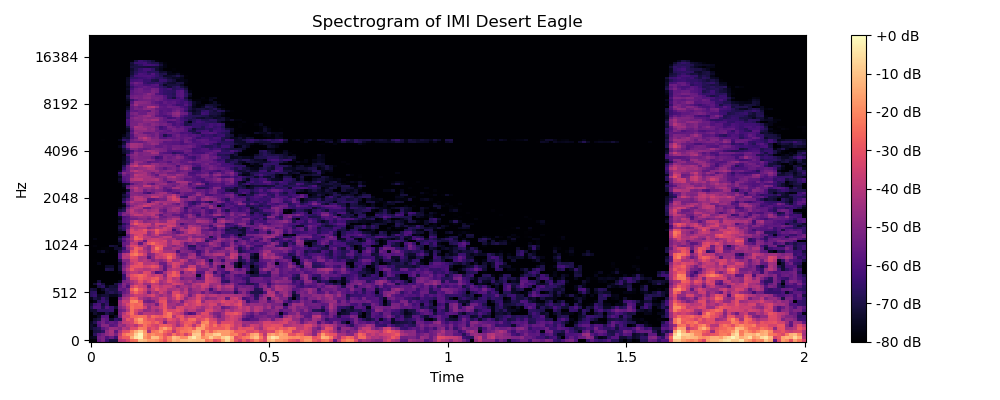 Spectrogram of IMI Desert Eagle
16384
8192
4096
2048
1024
512
0
Hz
0
0.5
1
1.5
2
Time
+0 dB
-10 dB
-20 dB
-30 dB
-40 dB
-50 dB
-60 dB
-70 dB
-80 dB